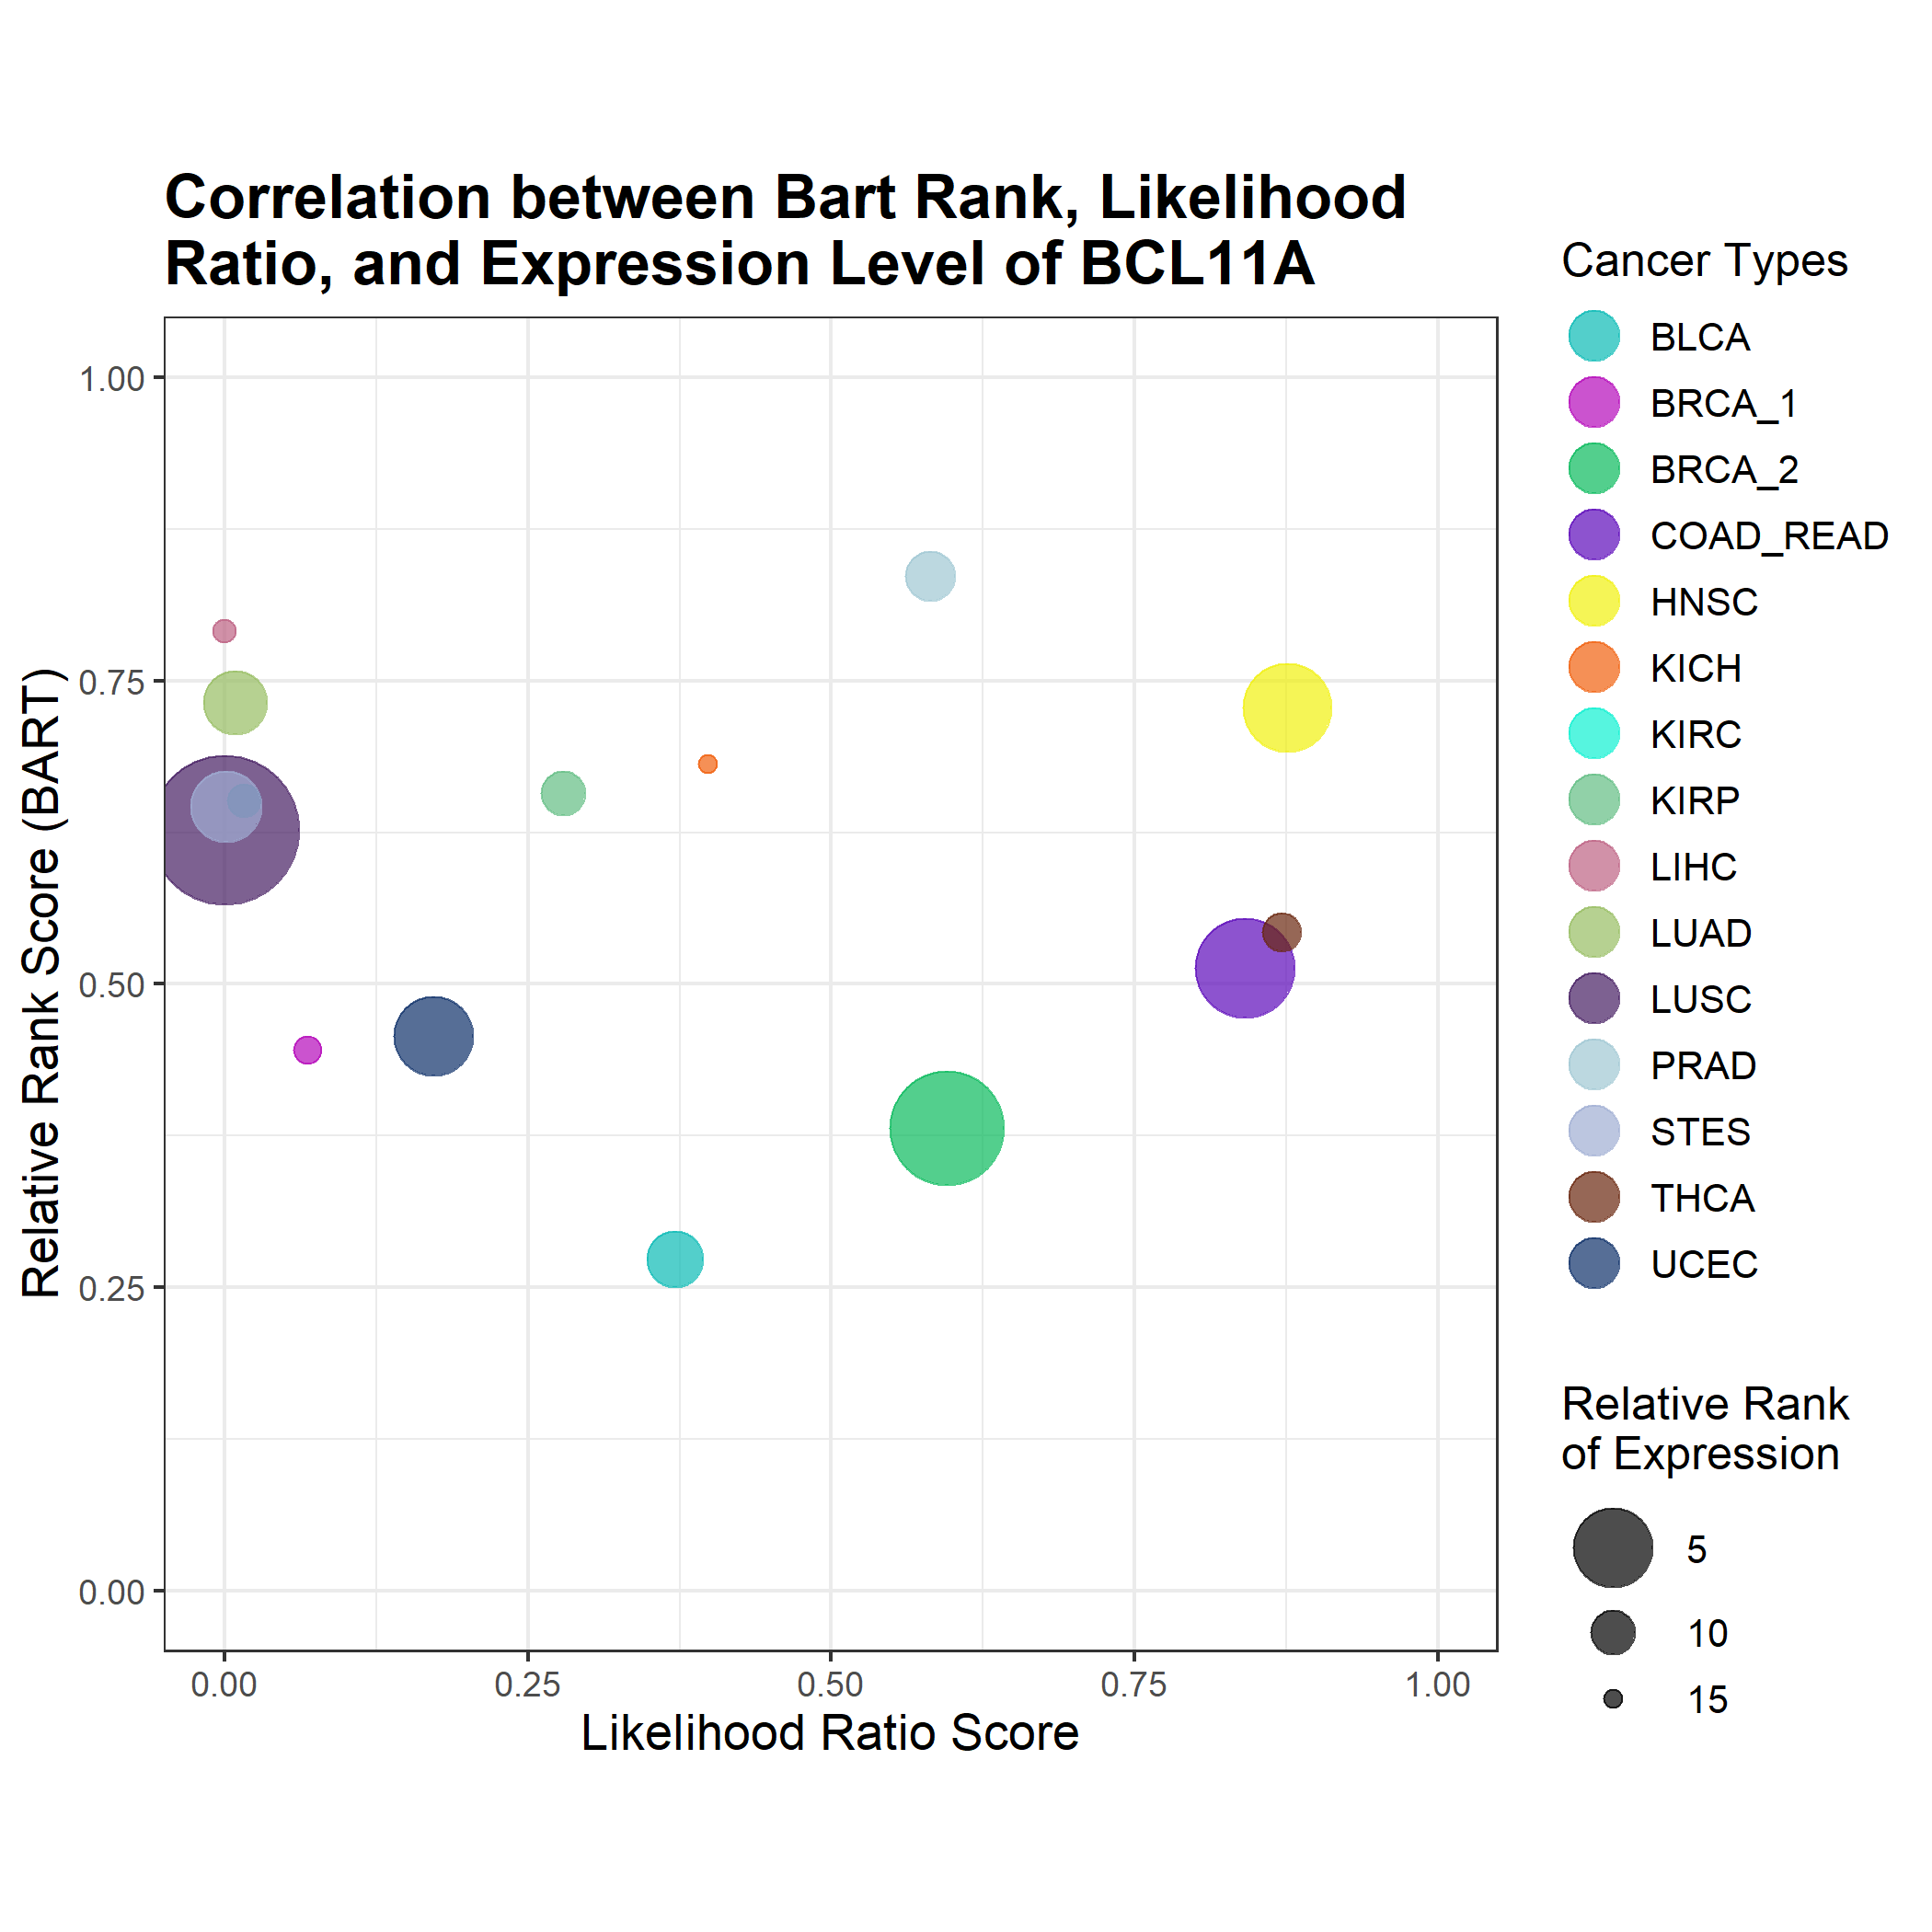 Correlation between Bart Rank, Likelihood
Ratio, and Expression Level of BCL11A
Relative Rank Score (BART)
1.00
0.75
0.50
0.25
0.00
0.00
0.25
0.50
0.75
1.00
Likelihood Ratio Score
Cancer Types
BLCA
BRCA_1
BRCA_2
COAD_READ
HNSC
KICH
KIRC
KIRP
LIHC
LUAD
LUSC
PRAD
STES
THCA
UCEC
Relative Rank
of Expression
5
10
15